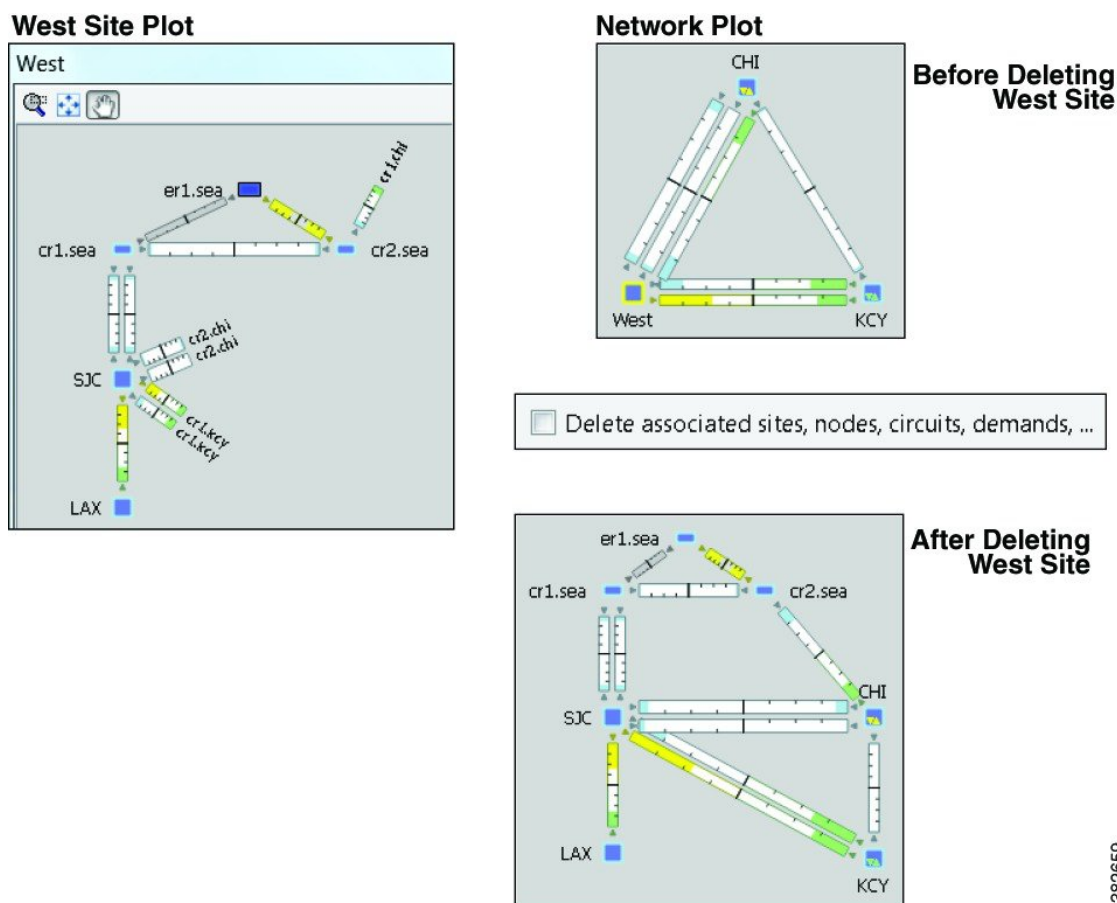 West Site Plot
West
er1.sea
cr1.chi
cr1.sea
cr2.sea
cr2.chi
cr2.chi
SJC
cr1.kcy
cr1.kcy
LAX
Network Plot
CHI
Before Deleting
West Site
West
KCY
Delete associated sites, nodes, circuits, demands, ...
After Deleting
West Site
er1.sea
cr1.sea
cr2.sea
CHI
SJC
LAX
KCY
382659